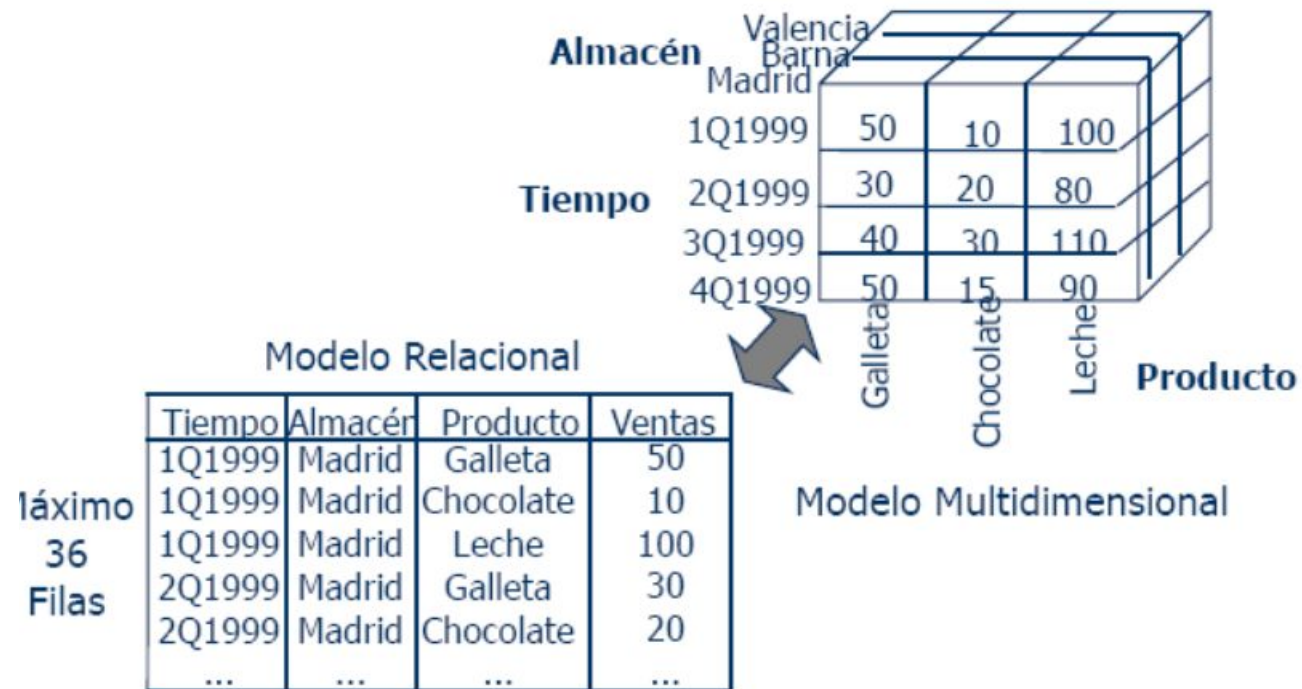 Almacén
Valencia
Barna
Madrid
1Q1999 50 10 100
Tiempo
2Q1999 30 20 80
3Q1999 40 30 110
4Q1999 50 15 90
Galleta
Chocolate
Leche
Producto
Modelo Multidimensional
Modelo Relacional
Tiempo Almacén Producto Ventas
1Q1999 Madrid Galleta 50
1Q1999 Madrid Chocolate 10
1Q1999 Madrid Leche 100
2Q1999 Madrid Galleta 30
2Q1999 Madrid Chocolate 20
... ... ... ...
Máximo
36
Filas